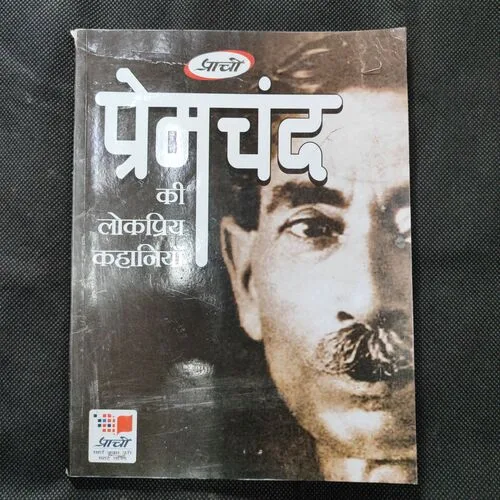 प्राची
प्रेमचंद
की
लोकप्रिय
कहानियाँ
प्राची